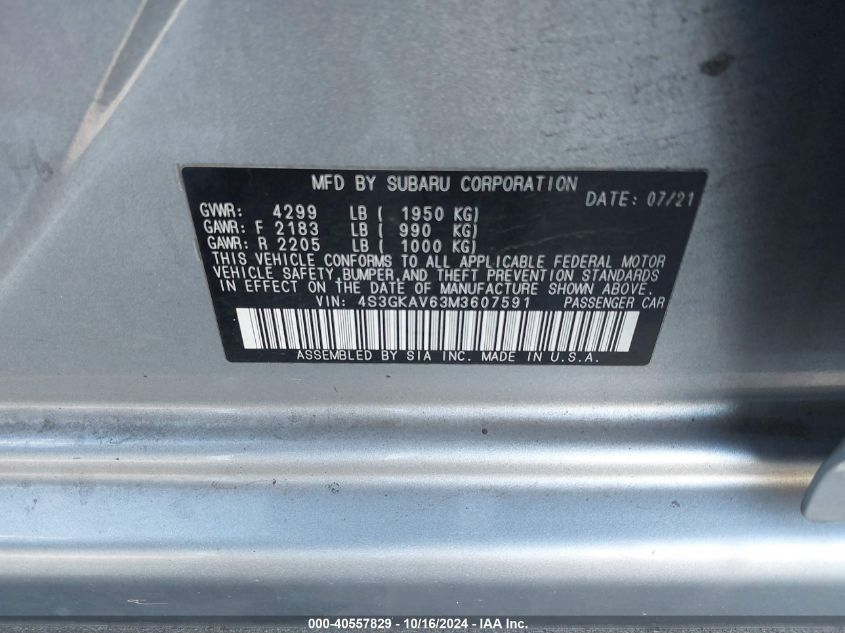 MFD BY SUBARU CORPORATION
DATE: 07/21
GVWR: 4299 LB ( 1950 KG)
GAWR: F 2183 LB ( 990 KG)
GAWR: R 2205 LB ( 1000 KG)
THIS VEHICLE CONFORMS TO ALL APPLICABLE FEDERAL MOTOR
VEHICLE SAFETY,BUMPER,AND THEFT PREVENTION STANDARDS
IN EFFECT ON THE DATE OF MANUFACTURE SHOWN ABOVE.
VIN: 4S3GKAV63M3607591 PASSENGER CAR
ASSEMBLED BY SIA INC. MADE IN U.S.A.
000-40557829 - 10/16/2024 - IAA Inc.